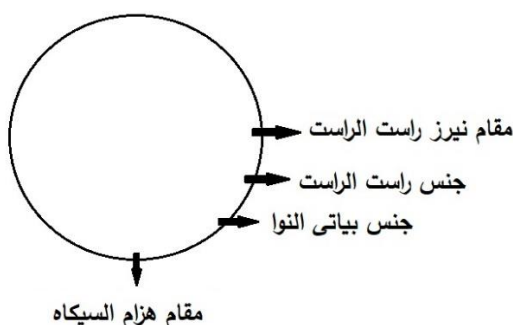 مقام نيرز راست الراست
جنس راست الراست
جنس بياتى النوا
مقام هزام السيكاه